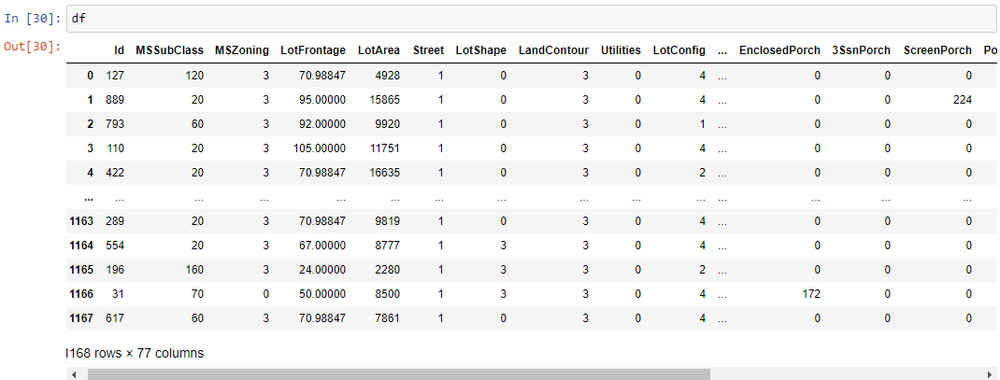 In [30]: df
Out[30]:
Id MSSubClass MSZoning LotFrontage LotArea Street LotShape LandContour Utilities LotConfig ... EnclosedPorch 3SsnPorch ScreenPorch Po
0 127 120 3 70.98847 4928 1 0 3 0 4 ... 0 0 0
1 889 20 3 95.00000 15865 1 0 3 0 4 ... 0 0 224
2 793 60 3 92.00000 9920 1 0 3 0 1 ... 0 0 0
3 110 20 3 105.00000 11751 1 0 3 0 4 ... 0 0 0
4 422 20 3 70.98847 16635 1 0 3 0 2 ... 0 0 0
... ... ... ... ... ... ... ... ... ... ... ... ... ... ...
1163 289 20 3 70.98847 9819 1 0 3 0 4 ... 0 0 0
1164 554 20 3 67.00000 8777 1 3 3 0 4 ... 0 0 0
1165 196 160 3 24.00000 2280 1 3 3 0 2 ... 0 0 0
1166 31 70 0 50.00000 8500 1 3 3 0 4 ... 172 0 0
1167 617 60 3 70.98847 7861 1 0 3 0 4 ... 0 0 0
1168 rows × 77 columns